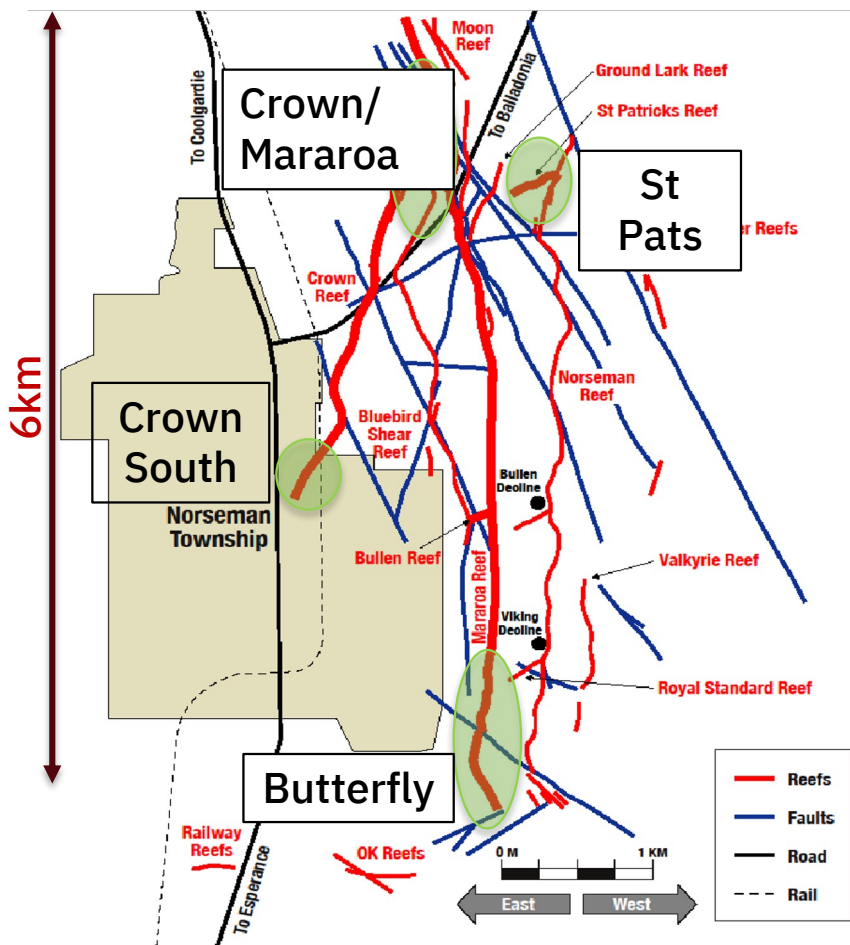 Moon
Reef
To Coolgardie
Ground Lark Reef
St Patricks Reef
To Balladonia
Crown/
Mararoa
St
Pats
er Reefs
Crown
Reef
6km
Norseman
Reef
Crown
South
Bluebird
Shear
Reef
Bullen
Decline
Norseman
Township
Bullen Reef
Valkyrie Reef
Mararoa Reef
Viking
Decline
Royal Standard Reef
Butterfly
Reefs
Faults
Road
Rail
Railway
Reefs
OK Reefs
0 M
1 KM
East
West
To Esperance